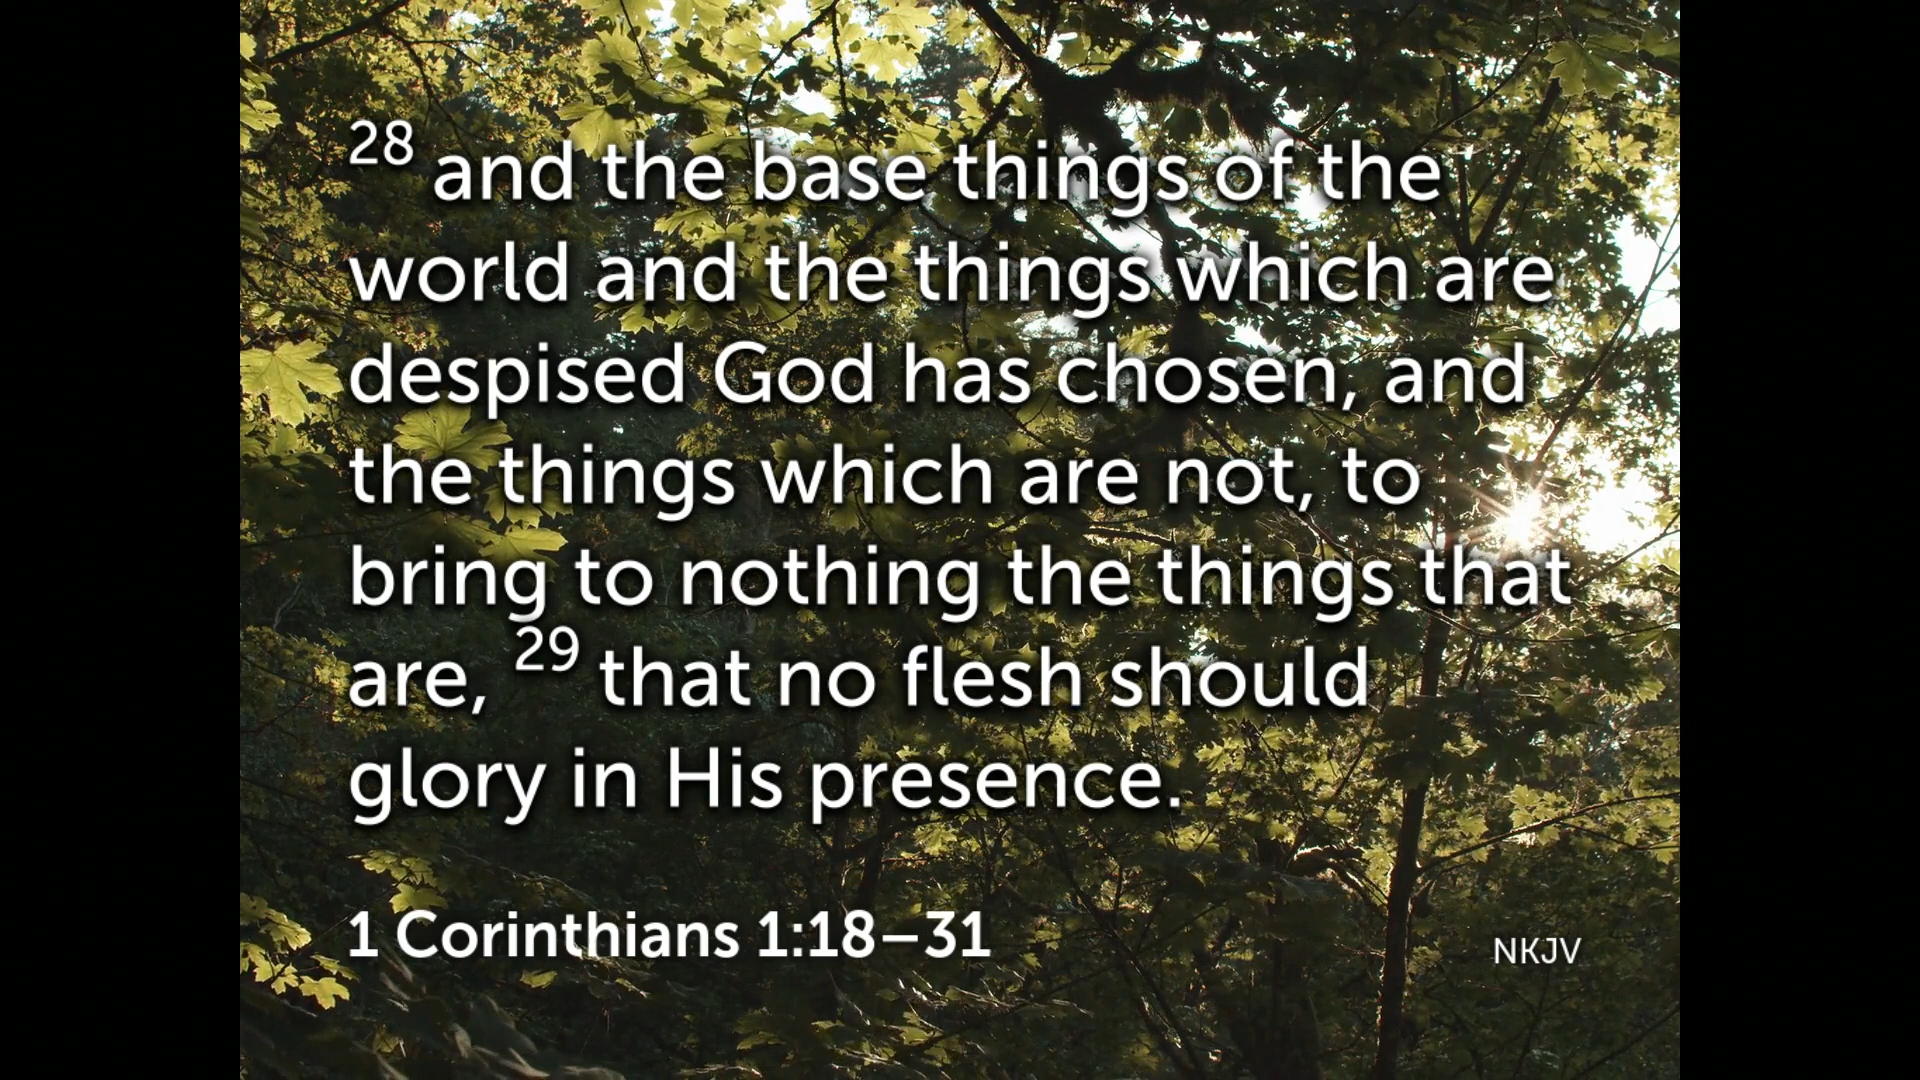 28 and the base things of the
world and the things which are
despised God has chosen, and
the things which are not, to
bring to nothing the things that
are, 29 that no flesh should
glory in His presence.
1 Corinthians 1:18–31
NKJV